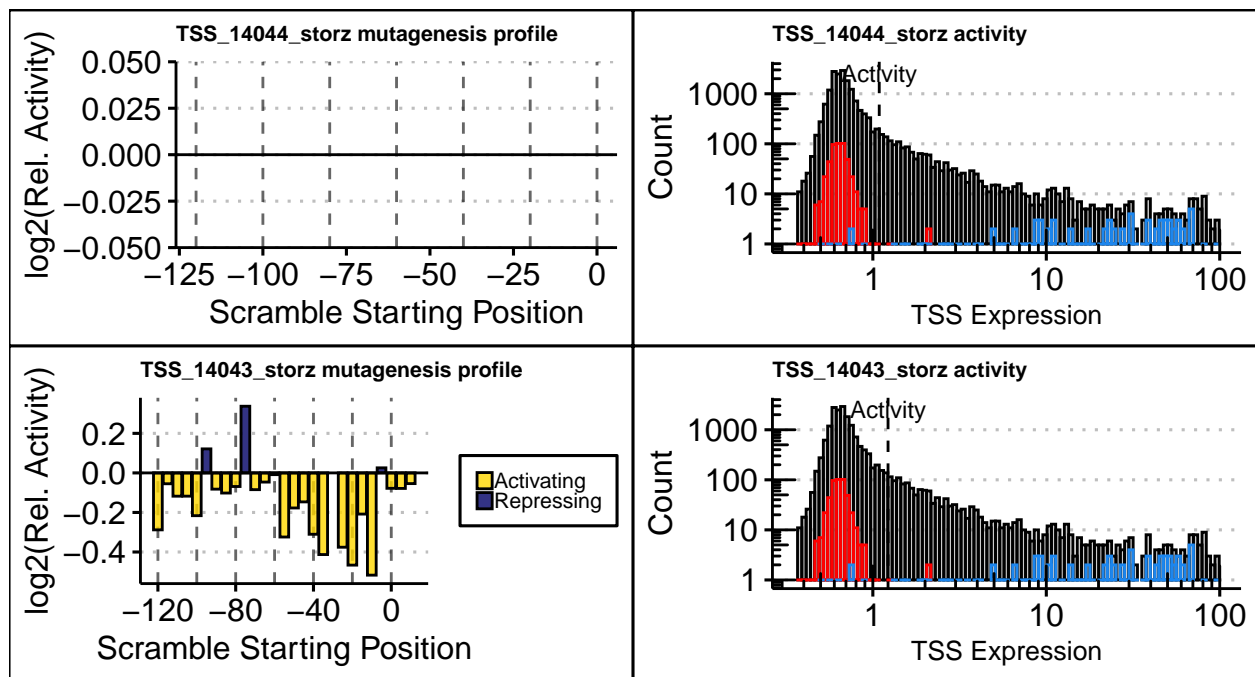 TSS_14044_storz mutagenesis profile
log2(Rel. Activity)
0.050
0.025
0.000
−0.025
−0.050
−125 −100 −75 −50 −25 0
Scramble Starting Position
TSS_14044_storz activity
Activity
Count
1000
100
10
1
1 10 100
TSS Expression
TSS_14043_storz mutagenesis profile
log2(Rel. Activity)
0.2
0.0
−0.2
−0.4
−120 −80 −40 0
Scramble Starting Position
Activating
Repressing
TSS_14043_storz activity
Activity
Count
1000
100
10
1
1 10 100
TSS Expression